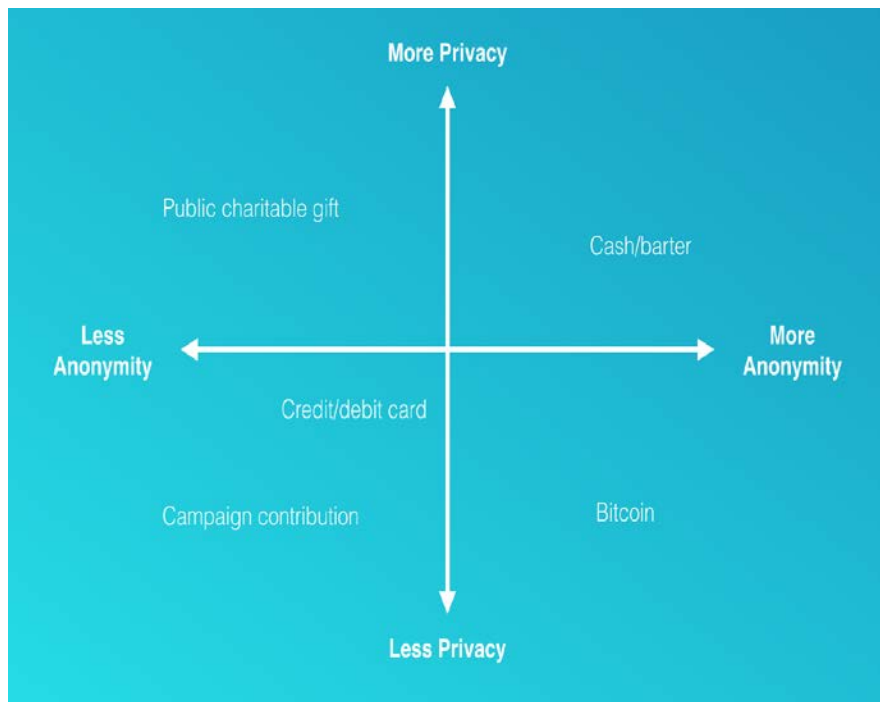 More Privacy
Public charitable gift
Cash/barter
Less
Anonymity
More
Anonymity
Credit/debit card
Campaign contribution
Bitcoin
Less Privacy